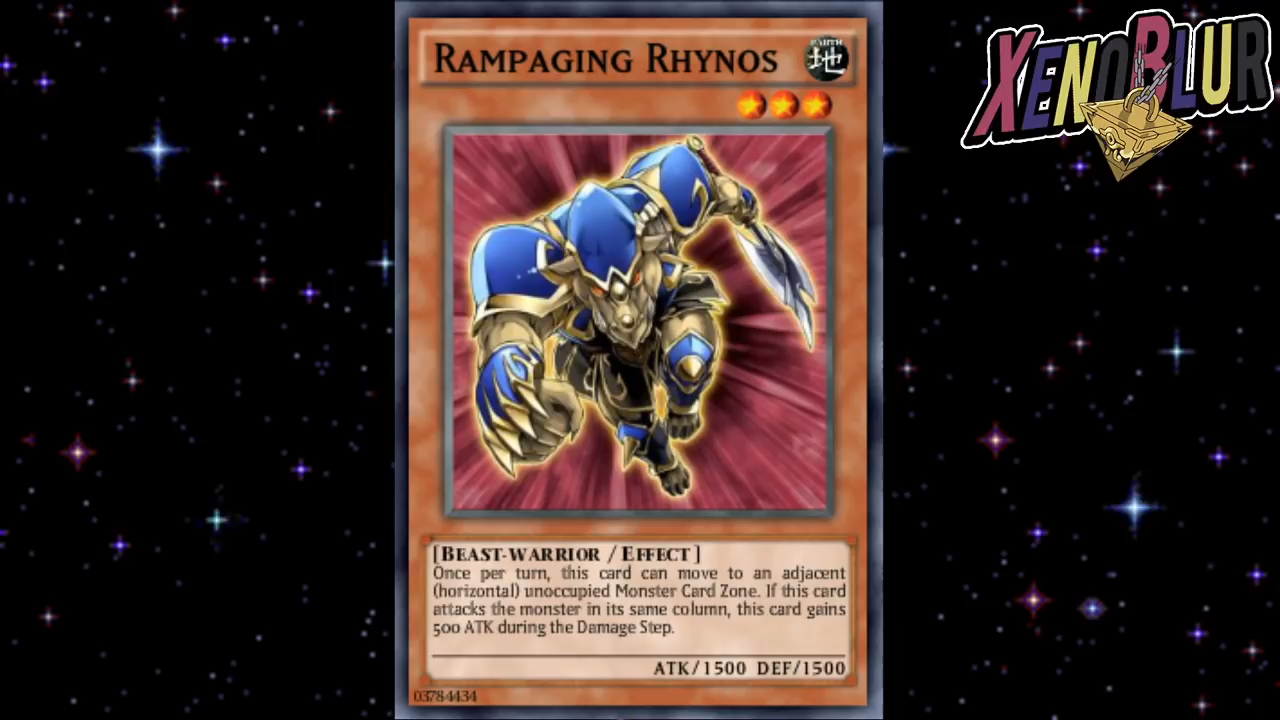 XENOBLUR
RAMPAGING RHYNOS
EARTH
地
[BEAST-WARRIOR / EFFECT]
Once per turn, this card can move to an adjacent
(horizontal) unoccupied Monster Card Zone. If this card
attacks the monster in its same column, this card gains
500 ATK during the Damage Step.
ATK/1500 DEF/1500
03784434